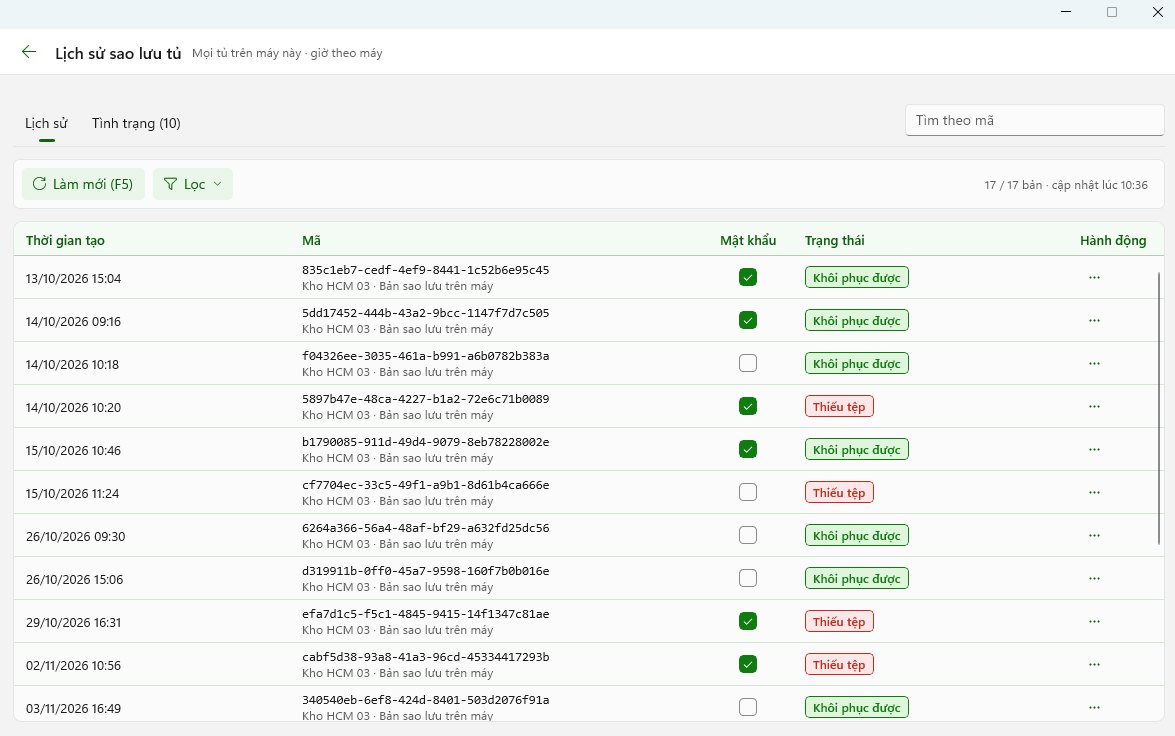 Lịch sử sao lưu tủ Mọi tủ trên máy này · giờ theo máy
Lịch sử Tình trạng (10) Tìm theo mã
Làm mới (F5) Lọc 17 / 17 bản · cập nhật lúc 10:36
Thời gian tạo Mã Mật khẩu Trạng thái Hành động
13/10/2026 15:04 835c1eb7-cedf-4ef9-8441-1c52b6e95c45 Khôi phục được ...
Kho HCM 03 · Bản sao lưu trên máy
14/10/2026 09:16 5dd17452-444b-43a2-9bcc-1147f7d7c505 Khôi phục được ...
Kho HCM 03 · Bản sao lưu trên máy
14/10/2026 10:18 f04326ee-3035-461a-b991-a6b0782b383a Khôi phục được ...
Kho HCM 03 · Bản sao lưu trên máy
14/10/2026 10:20 5897b47e-48ca-4227-b1a2-72e6c71b0089 Thiếu tệp ...
Kho HCM 03 · Bản sao lưu trên máy
15/10/2026 10:46 b1790085-911d-49d4-9079-8eb78228002e Khôi phục được ...
Kho HCM 03 · Bản sao lưu trên máy
15/10/2026 11:24 cf7704ec-33c5-49f1-a9b1-8d61b4ca666e Thiếu tệp ...
Kho HCM 03 · Bản sao lưu trên máy
26/10/2026 09:30 6264a366-56a4-48af-bf29-a632fd25dc56 Khôi phục được ...
Kho HCM 03 · Bản sao lưu trên máy
26/10/2026 15:06 d319911b-0ff0-45a7-9598-160f7b0b016e Khôi phục được ...
Kho HCM 03 · Bản sao lưu trên máy
29/10/2026 16:31 efa7d1c5-f5c1-4845-9415-14f1347c81ae Thiếu tệp ...
Kho HCM 03 · Bản sao lưu trên máy
02/11/2026 10:56 cabf5d38-93a8-41a3-96cd-45334417293b Thiếu tệp ...
Kho HCM 03 · Bản sao lưu trên máy
03/11/2026 16:49 340540eb-6ef8-424d-8401-503d2076f91a Khôi phục được ...
Kho HCM 03 · Bản sao lưu trên máy